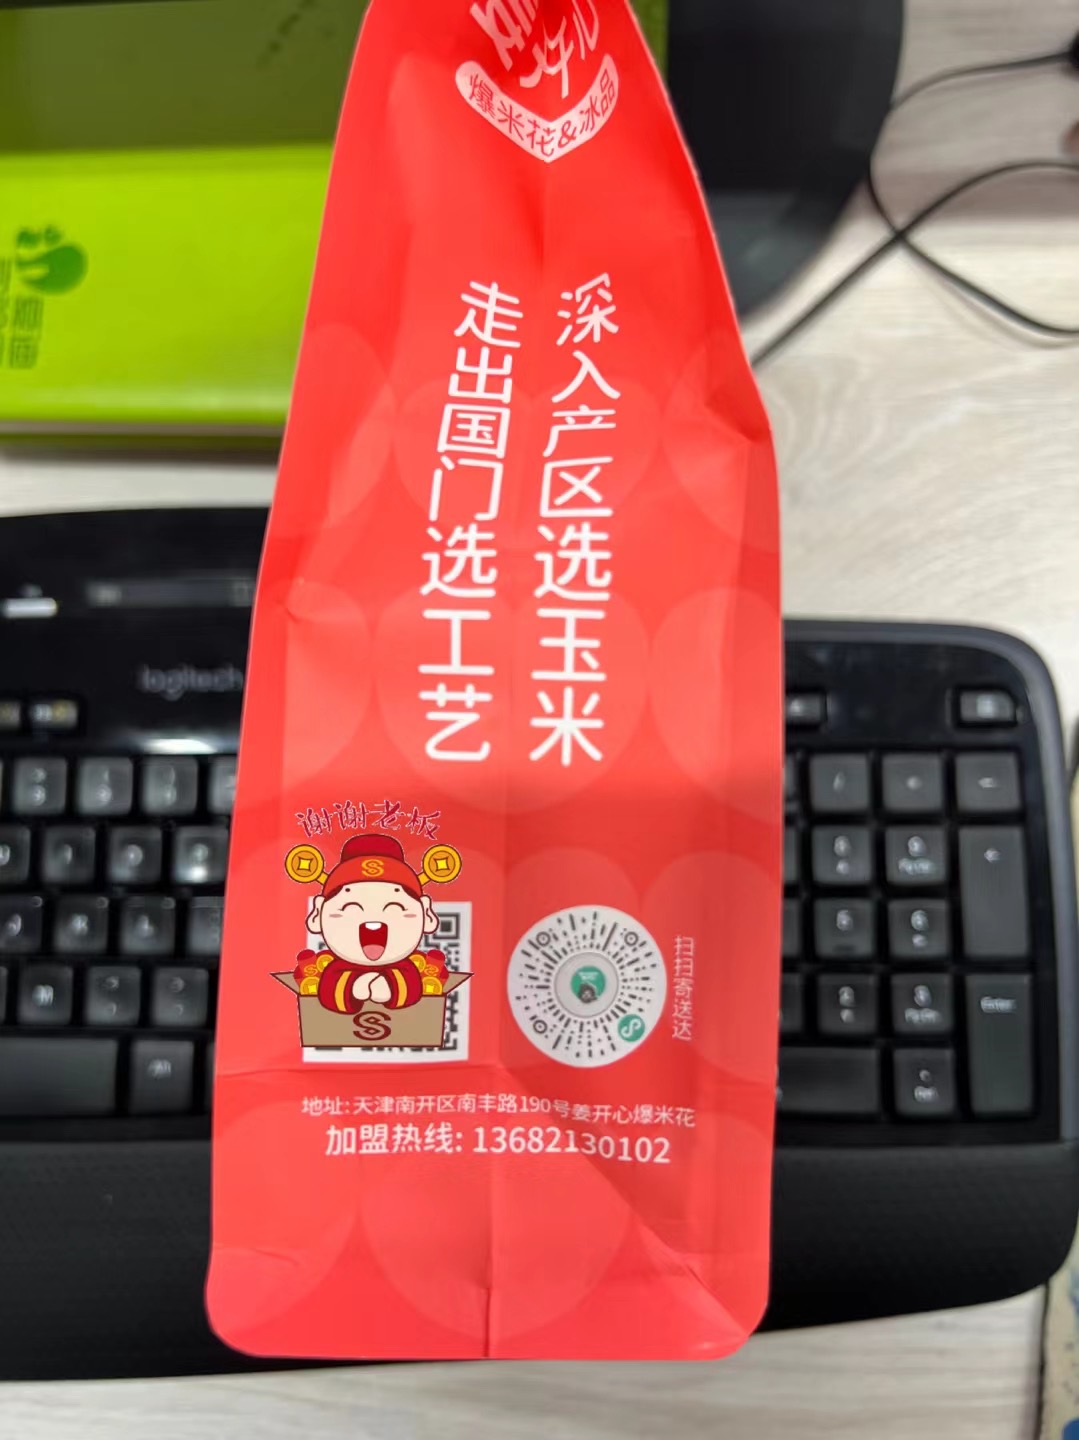 爆米花&冰品
深入产区选玉米
走出国门选工艺
谢谢老板
扫扫寄送达
地址:天津南开区南丰路190号姜开心爆米花
加盟热线:13682130102
logitech
Enter